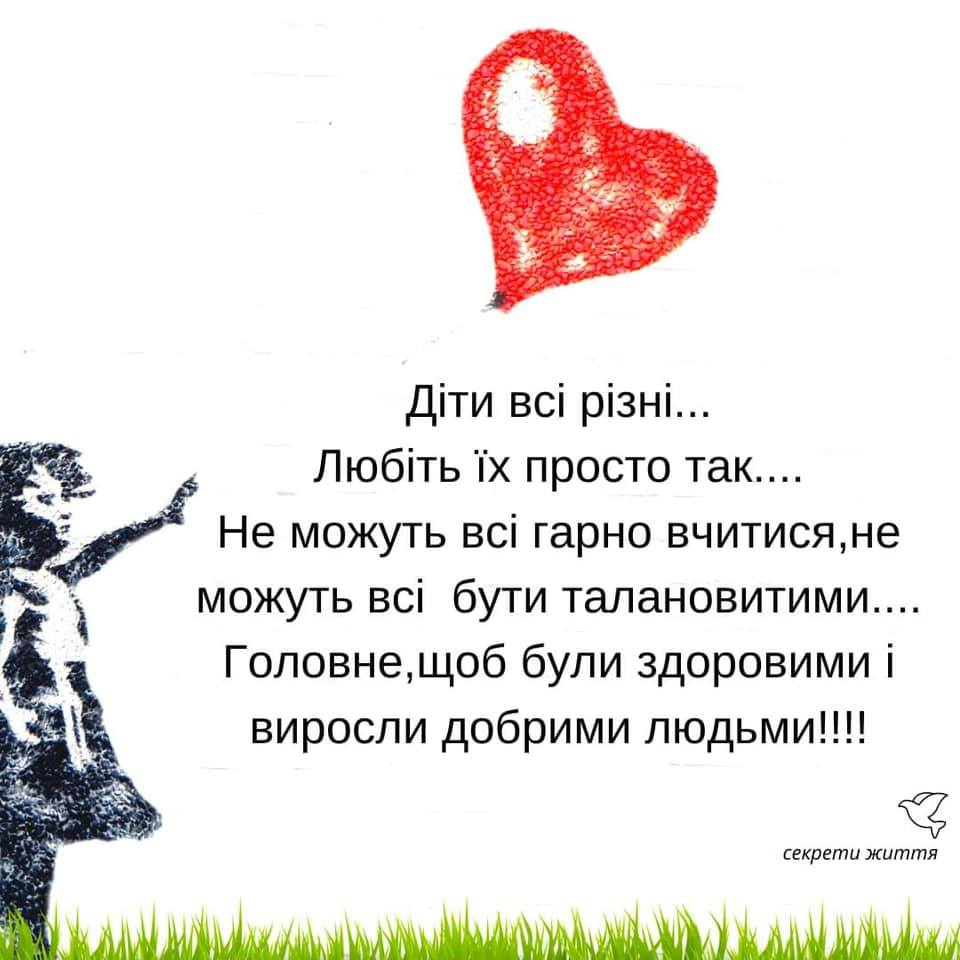 Діти всі різні...
Любіть їх просто так....
Не можуть всі гарно вчитися,не
можуть всі  бути талановитими....
Головне,щоб були здоровими і
виросли добрими людьми!!!!
секрети життя